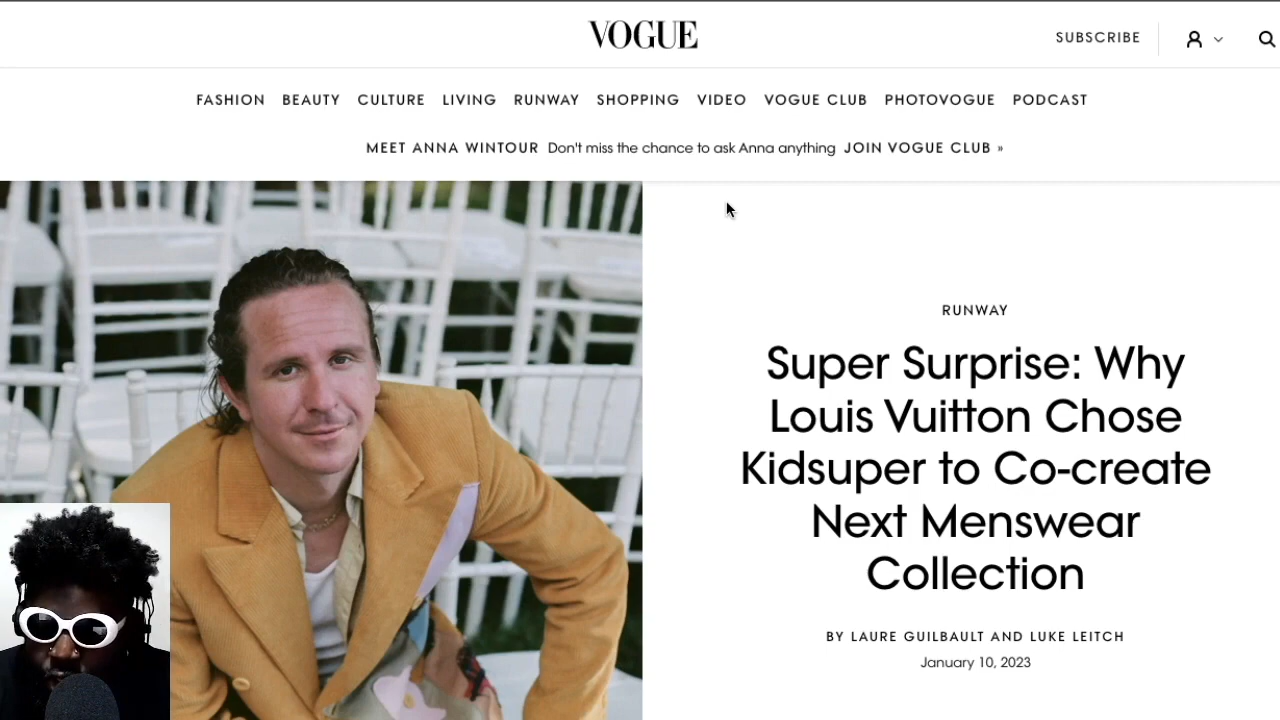 VOGUE
SUBSCRIBE
FASHION BEAUTY CULTURE LIVING RUNWAY SHOPPING VIDEO VOGUE CLUB PHOTOVOGUE PODCAST
MEET ANNA WINTOUR Don't miss the chance to ask Anna anything JOIN VOGUE CLUB »
RUNWAY
Super Surprise: Why
Louis Vuitton Chose
Kidsuper to Co-create
Next Menswear
Collection
BY LAURE GUILBAULT AND LUKE LEITCH
January 10, 2023